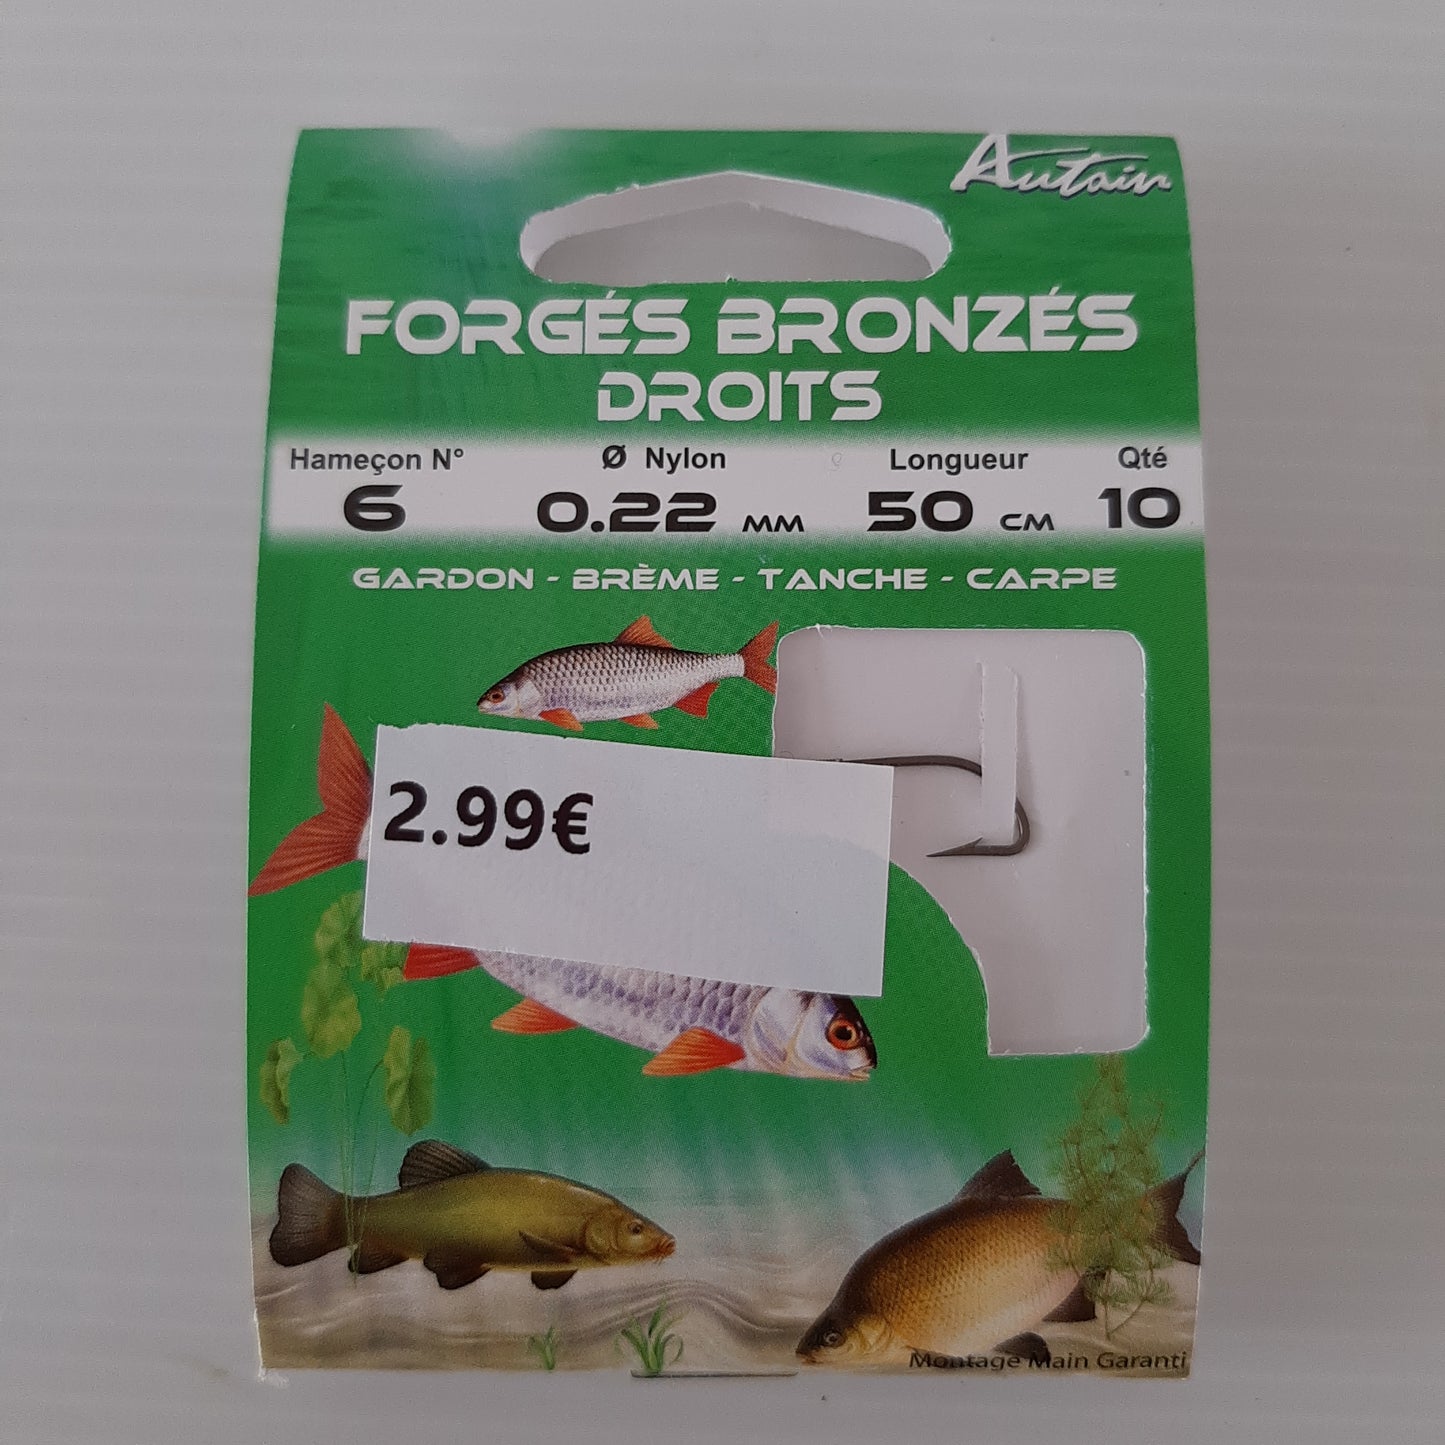 Autain
FORGÉS BRONZÉS
DROITS
Hameçon N° Ø Nylon Longueur Qté
6 0.22 MM 50 CM 10
GARDON - BRÈME - TANCHE - CARPE
2.99€
Montage Main Garanti